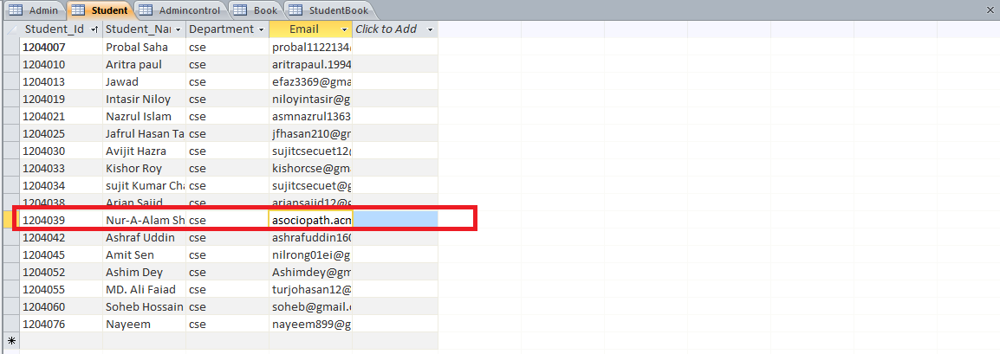 Admin Student Admincontrol Book StudentBook
Student_Id Student_Nai Department Email Click to Add
1204007 Probal Saha cse probal1122134
1204010 Aritra paul cse aritrapaul.1994
1204013 Jawad cse efaz3369@gma
1204019 Intasir Niloy cse niloyintasir@g
1204021 Nazrul Islam cse asmnazrul1363
1204025 Jafrul Hasan Ta cse jfhasan210@gr
1204030 Avijit Hazra cse sujitcsecuet12@
1204033 Kishor Roy cse kishorcse@gma
1204034 sujit Kumar Cha cse sujitcsecuet@g
1204038 Arian Sajid cse ariansajid12@g
1204039 Nur-A-Alam Sh cse asociopath.acn
1204042 Ashraf Uddin cse ashrafuddin160
1204045 Amit Sen cse nilrong01ei@g
1204052 Ashim Dey cse Ashimdey@gm
1204055 MD. Ali Faiad cse turjohasan12@
1204060 Soheb Hossain cse soheb@gmail.
1204076 Nayeem cse nayeem899@g